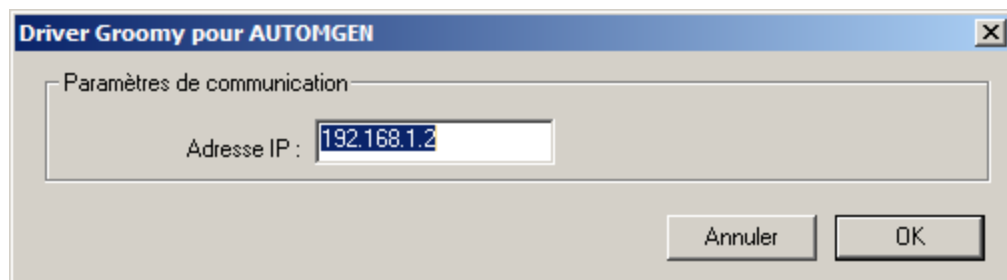 Driver Groomy pour AUTOMGEN
Paramètres de communication
Adresse IP : 192.168.1.2
Annuler OK